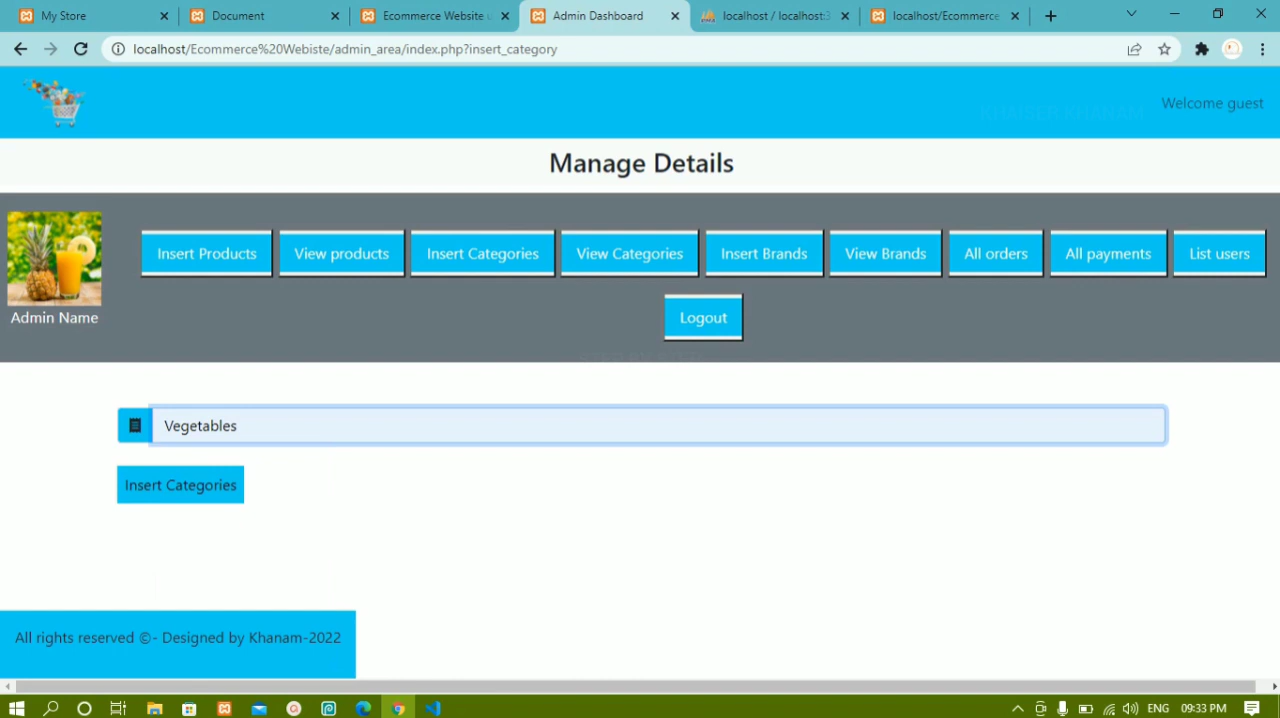 My Store
Document
Ecommerce Website u
Admin Dashboard
localhost / localhost:3
localhost/Ecommerce
localhost/Ecommerce%20Webiste/admin_area/index.php?insert_category
KHAISER KHANAM
Welcome guest
Manage Details
Insert Products
View products
Insert Categories
View Categories
Insert Brands
View Brands
All orders
All payments
List users
Admin Name
Logout
Vegetables
Insert Categories
All rights reserved ©- Designed by Khanam-2022
ENG
09:33 PM